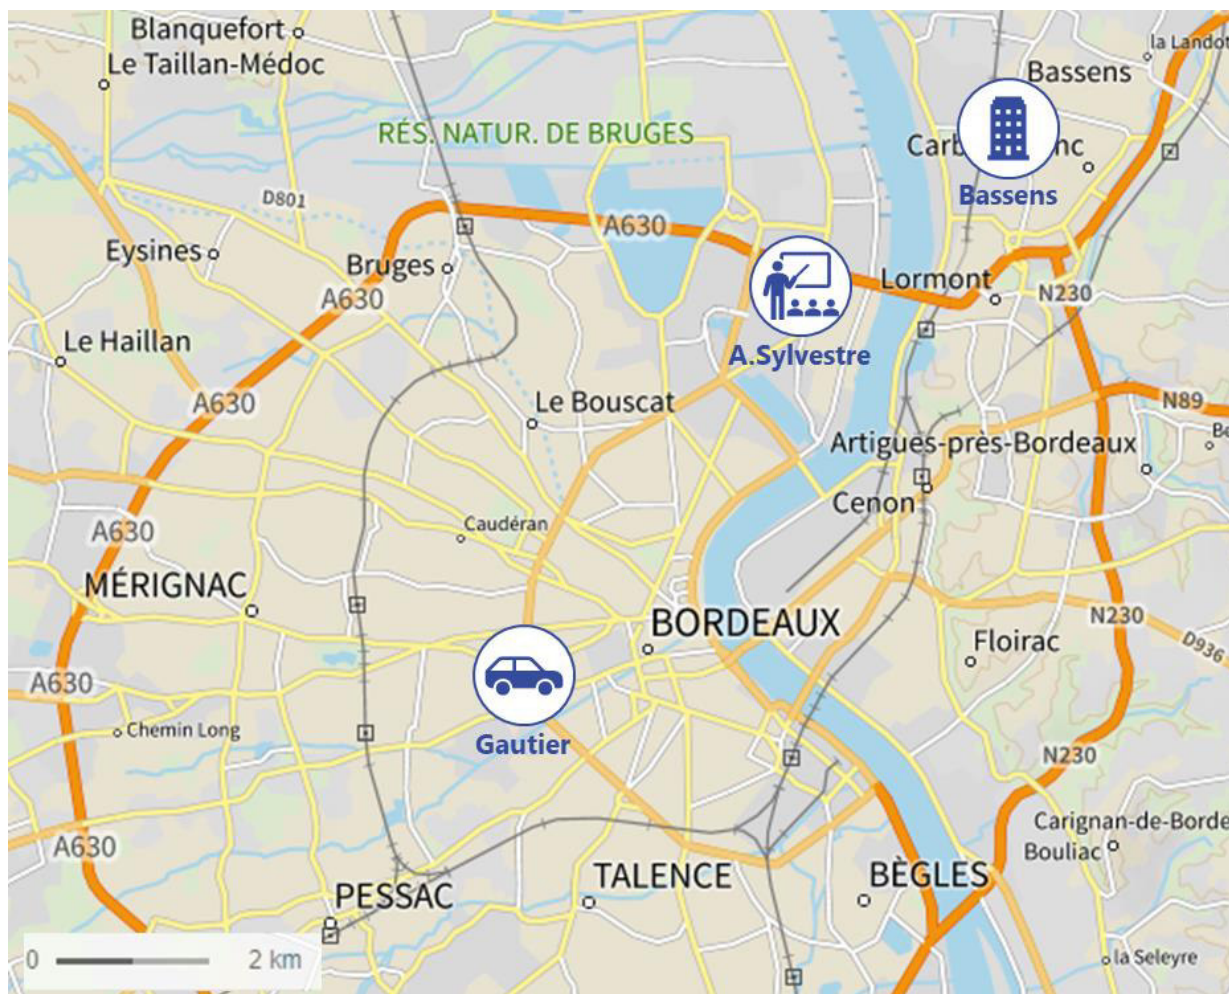 Blanquefort
Le Taillan-Médoc
la Landot
Bassens
RÉS. NATUR. DE BRUGES
Bassens
D801
A630
Eysines
Bruges
A630
Lormont
N230
Le Haillan
A.Sylvestre
A630
Le Bouscat
N89
Artigues-près-Bordeaux
Be
Caudéran
Cenon
A630
MÉRIGNAC
BORDEAUX
N230
Floirac
D936
A630
Chemin Long
Gautier
N230
Carignan-de-Borde
A630
Bouliac
PESSAC
TALENCE
BÈGLES
0 2 km
la Seleyre